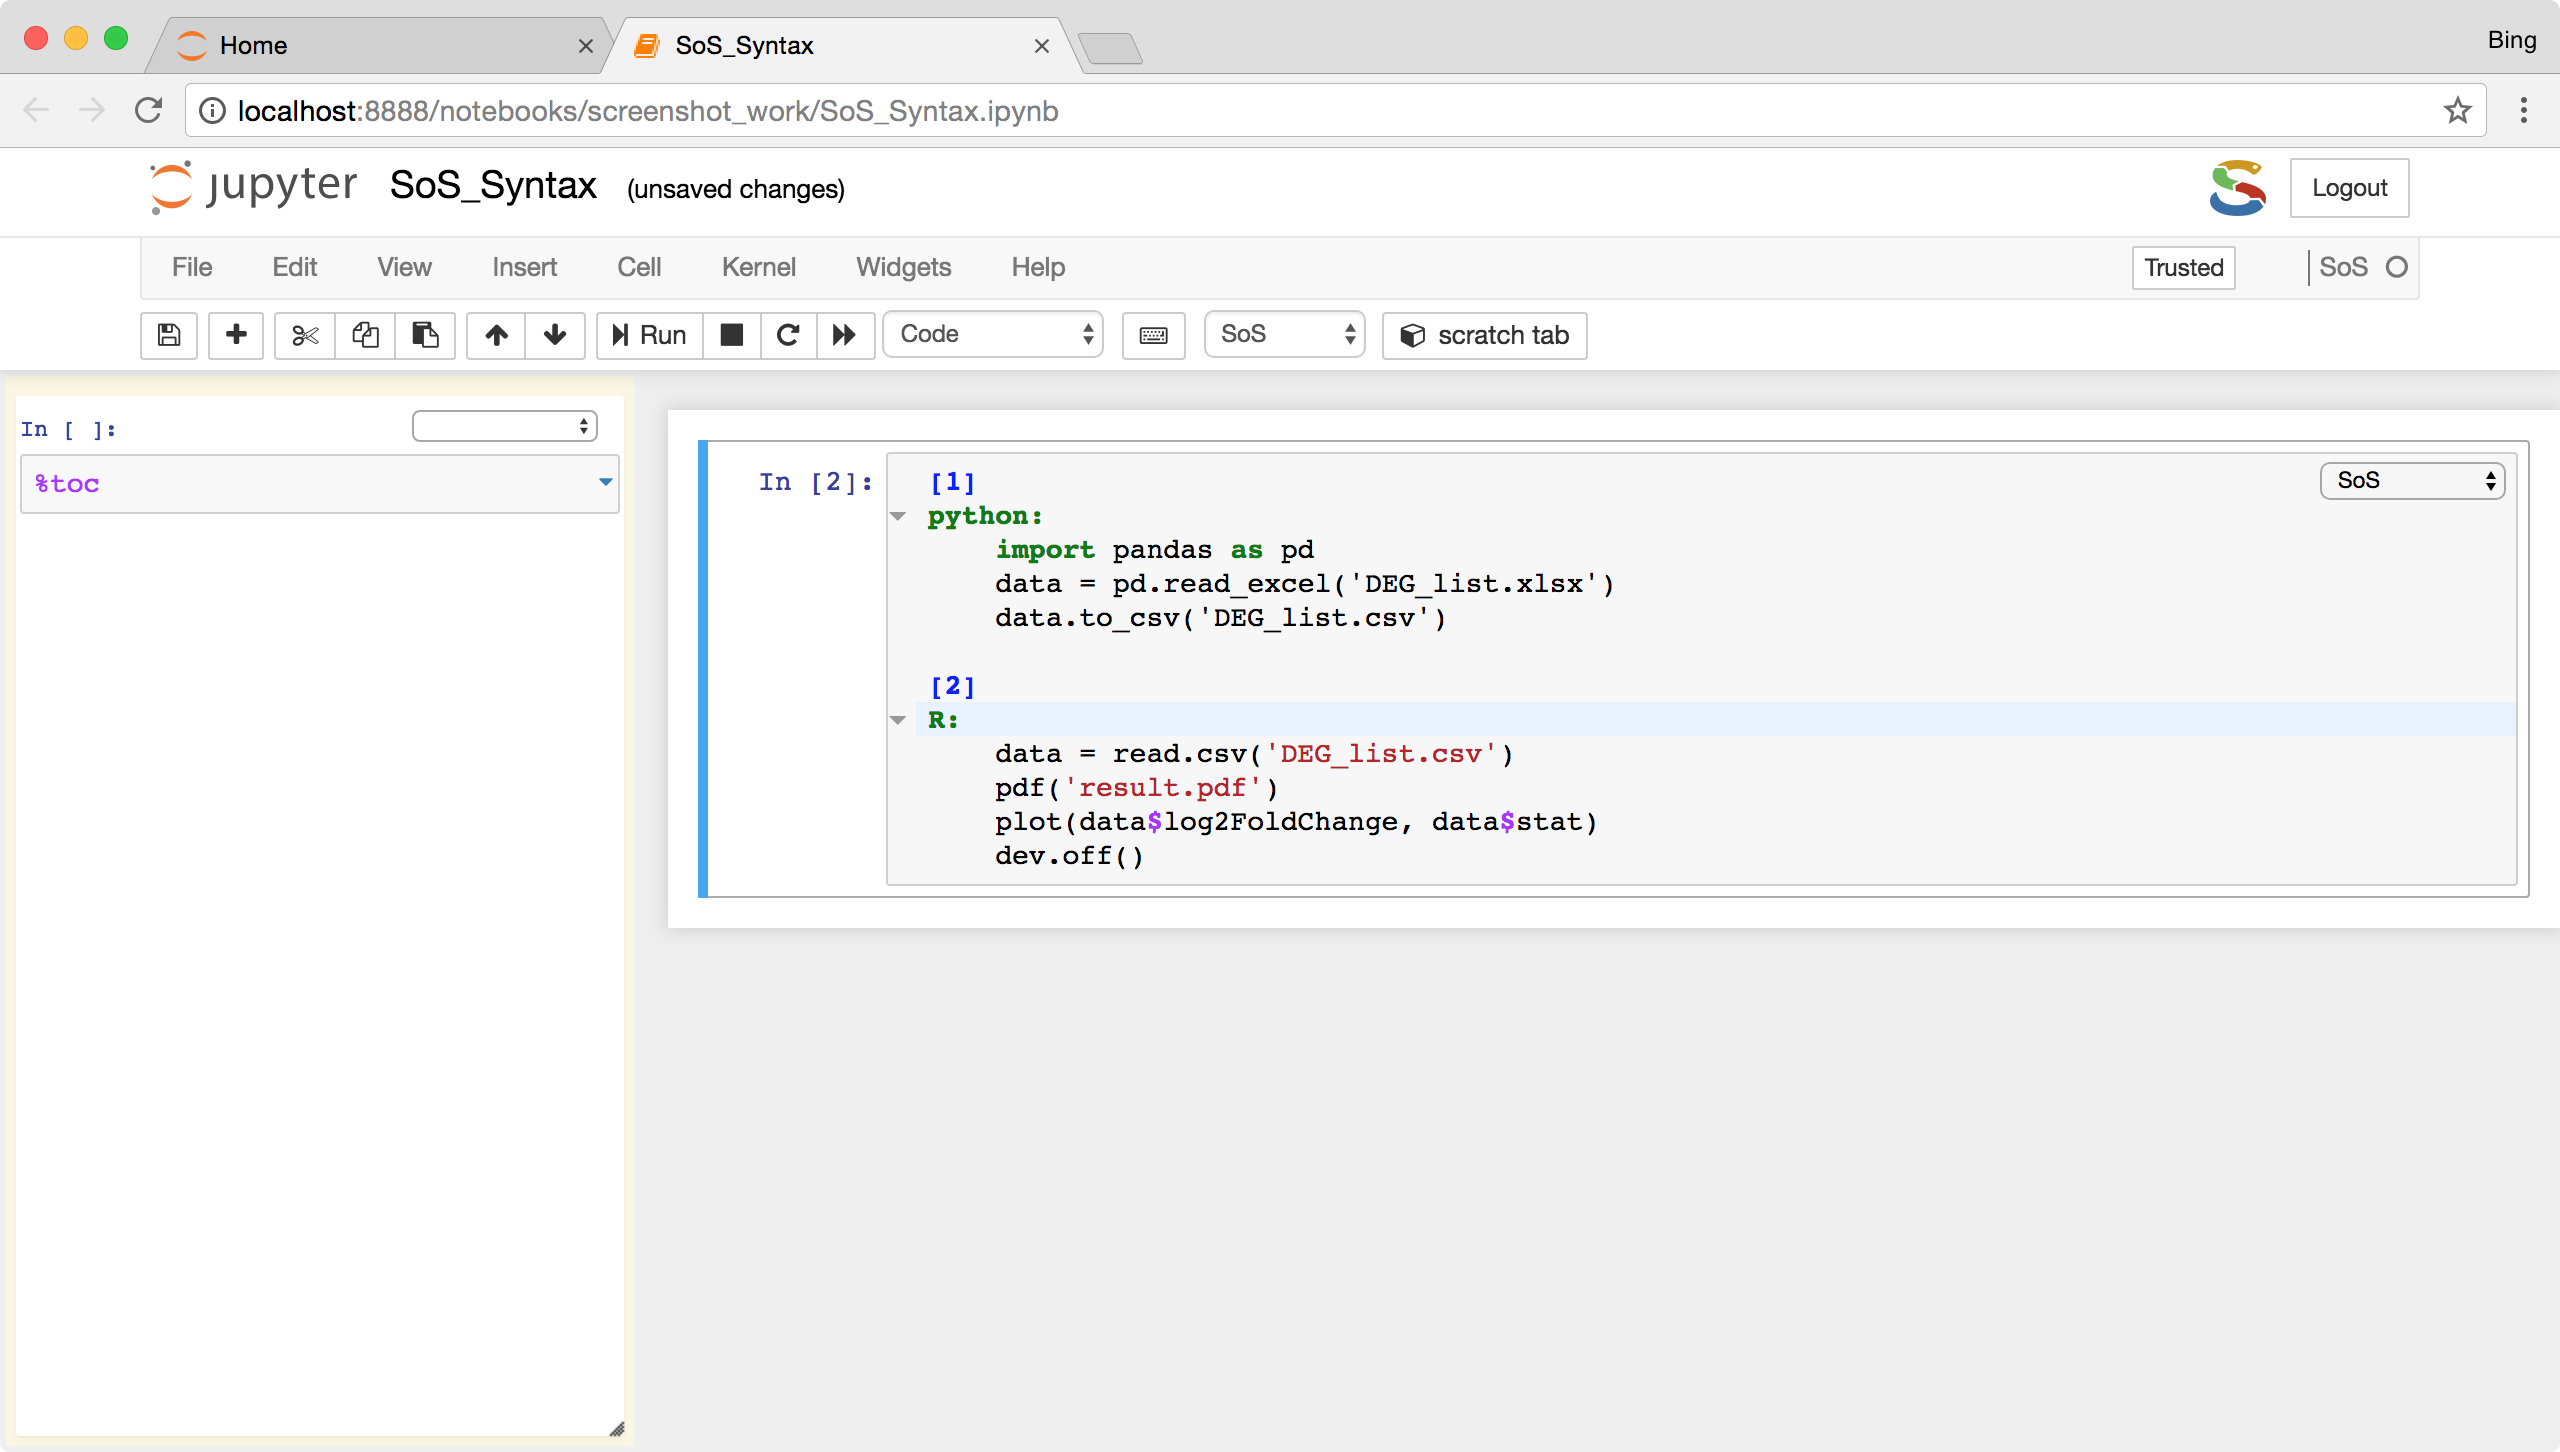 Home
SoS_Syntax
Bing
localhost:8888/notebooks/screenshot_work/SoS_Syntax.ipynb
jupyter SoS_Syntax (unsaved changes)
Logout
File Edit View Insert Cell Kernel Widgets Help
Trusted
SoS
Run
Code
SoS
scratch tab
In [ ]:
%toc
In [2]:
SoS
[1]
python:
    import pandas as pd
    data = pd.read_excel('DEG_list.xlsx')
    data.to_csv('DEG_list.csv')
[2]
R:
    data = read.csv('DEG_list.csv')
    pdf('result.pdf')
    plot(data$log2FoldChange, data$stat)
    dev.off()